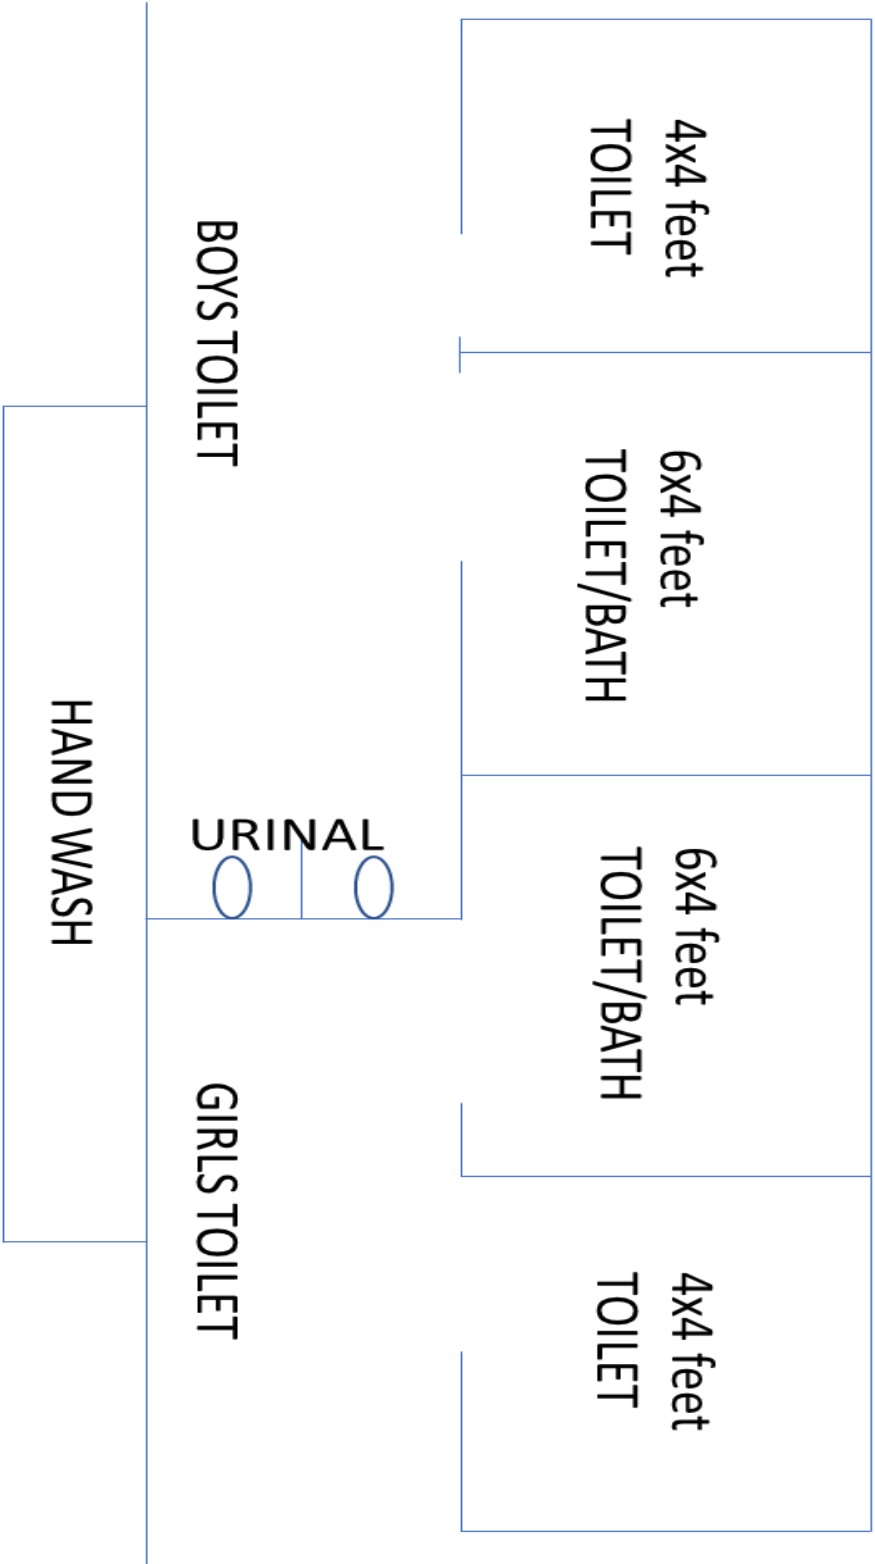 4x4 feet
TOILET
6x4 feet
TOILET/BATH
6x4 feet
TOILET/BATH
4x4 feet
TOILET
BOYS TOILET
URINAL
GIRLS TOILET
HAND WASH